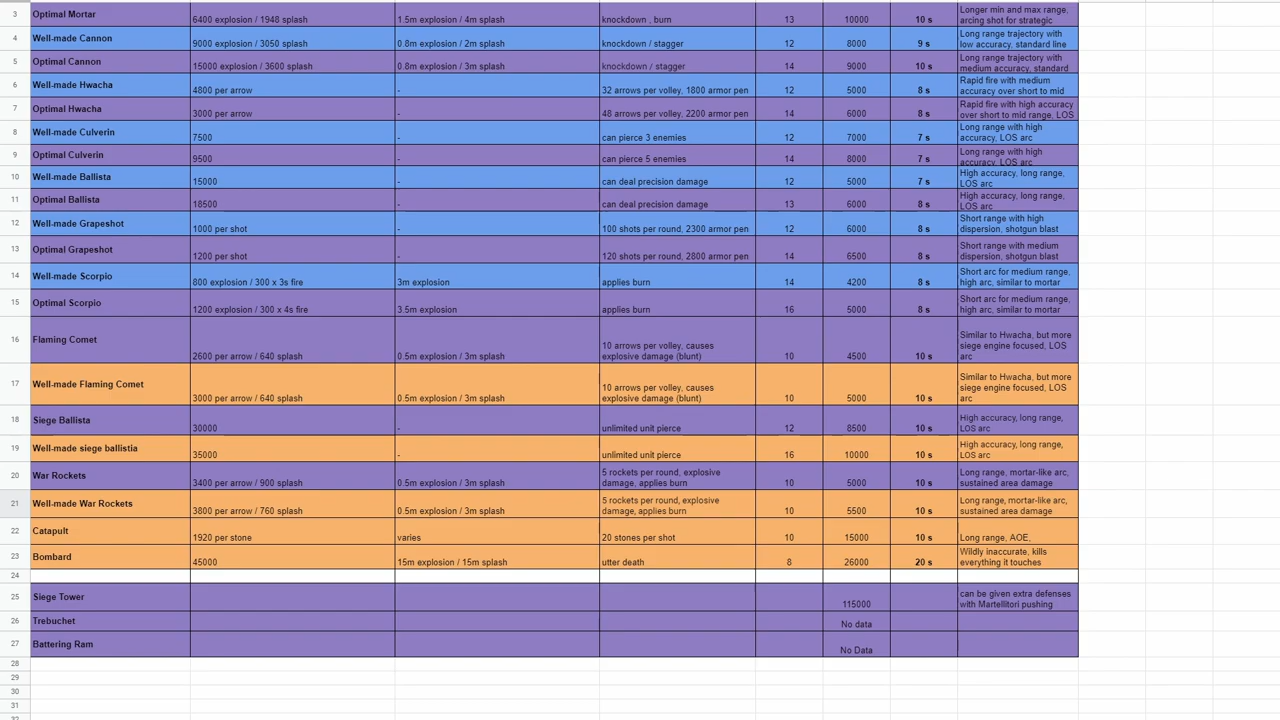 3 Optimal Mortar 6400 explosion / 1948 splash 1.5m explosion / 4m splash knockdown , burn 13 10000 10 s Longer min and max range, arcing shot for strategic
4 Well-made Cannon 9000 explosion / 3050 splash 0.8m explosion / 2m splash knockdown / stagger 12 8000 9 s Long range trajectory with low accuracy, standard line
5 Optimal Cannon 15000 explosion / 3600 splash 0.8m explosion / 3m splash knockdown / stagger 14 9000 10 s Long range trajectory with medium accuracy, standard
6 Well-made Hwacha 4800 per arrow - 32 arrows per volley, 1800 armor pen 12 5000 8 s Rapid fire with medium accuracy over short to mid
7 Optimal Hwacha 3000 per arrow - 48 arrows per volley, 2200 armor pen 14 6000 8 s Rapid fire with high accuracy over short to mid range, LOS
8 Well-made Culverin 7500 - can pierce 3 enemies 12 7000 7 s Long range with high accuracy, LOS arc
9 Optimal Culverin 9500 - can pierce 5 enemies 14 8000 7 s Long range with high accuracy, LOS arc
10 Well-made Ballista 15000 - can deal precision damage 12 5000 7 s High accuracy, long range, LOS arc
11 Optimal Ballista 18500 - can deal precision damage 13 6000 8 s High accuracy, long range, LOS arc
12 Well-made Grapeshot 1000 per shot - 100 shots per round, 2300 armor pen 12 6000 8 s Short range with high dispersion, shotgun blast
13 Optimal Grapeshot 1200 per shot - 120 shots per round, 2800 armor pen 14 6500 8 s Short range with medium dispersion, shotgun blast
14 Well-made Scorpio 800 explosion / 300 x 3s fire 3m explosion applies burn 14 4200 8 s Short arc for medium range, high arc, similar to mortar
15 Optimal Scorpio 1200 explosion / 300 x 4s fire 3.5m explosion applies burn 16 5000 8 s Short arc for medium range, high arc, similar to mortar
16 Flaming Comet 2600 per arrow / 640 splash 0.5m explosion / 3m splash 10 arrows per volley, causes explosive damage (blunt) 10 4500 10 s Similar to Hwacha, but more siege engine focused, LOS arc
17 Well-made Flaming Comet 3000 per arrow / 640 splash 0.5m explosion / 3m splash 10 arrows per volley, causes explosive damage (blunt) 10 5000 10 s Similar to Hwacha, but more siege engine focused, LOS arc
18 Siege Ballista 30000 - unlimited unit pierce 12 8500 10 s High accuracy, long range, LOS arc
19 Well-made siege ballistia 35000 - unlimited unit pierce 16 10000 10 s High accuracy, long range, LOS arc
20 War Rockets 3400 per arrow / 900 splash 0.5m explosion / 3m splash 5 rockets per round, explosive damage, applies burn 10 5000 10 s Long range, mortar-like arc, sustained area damage
21 Well-made War Rockets 3800 per arrow / 760 splash 0.5m explosion / 3m splash 5 rockets per round, explosive damage, applies burn 10 5500 10 s Long range, mortar-like arc, sustained area damage
22 Catapult 1920 per stone varies 20 stones per shot 10 15000 10 s Long range, AOE,
23 Bombard 45000 15m explosion / 15m splash utter death 8 26000 20 s Wildly inaccurate, kills everything it touches
24
25 Siege Tower 115000 can be given extra defenses with Martellitori pushing
26 Trebuchet No data
27 Battering Ram No Data
28
29
30
31